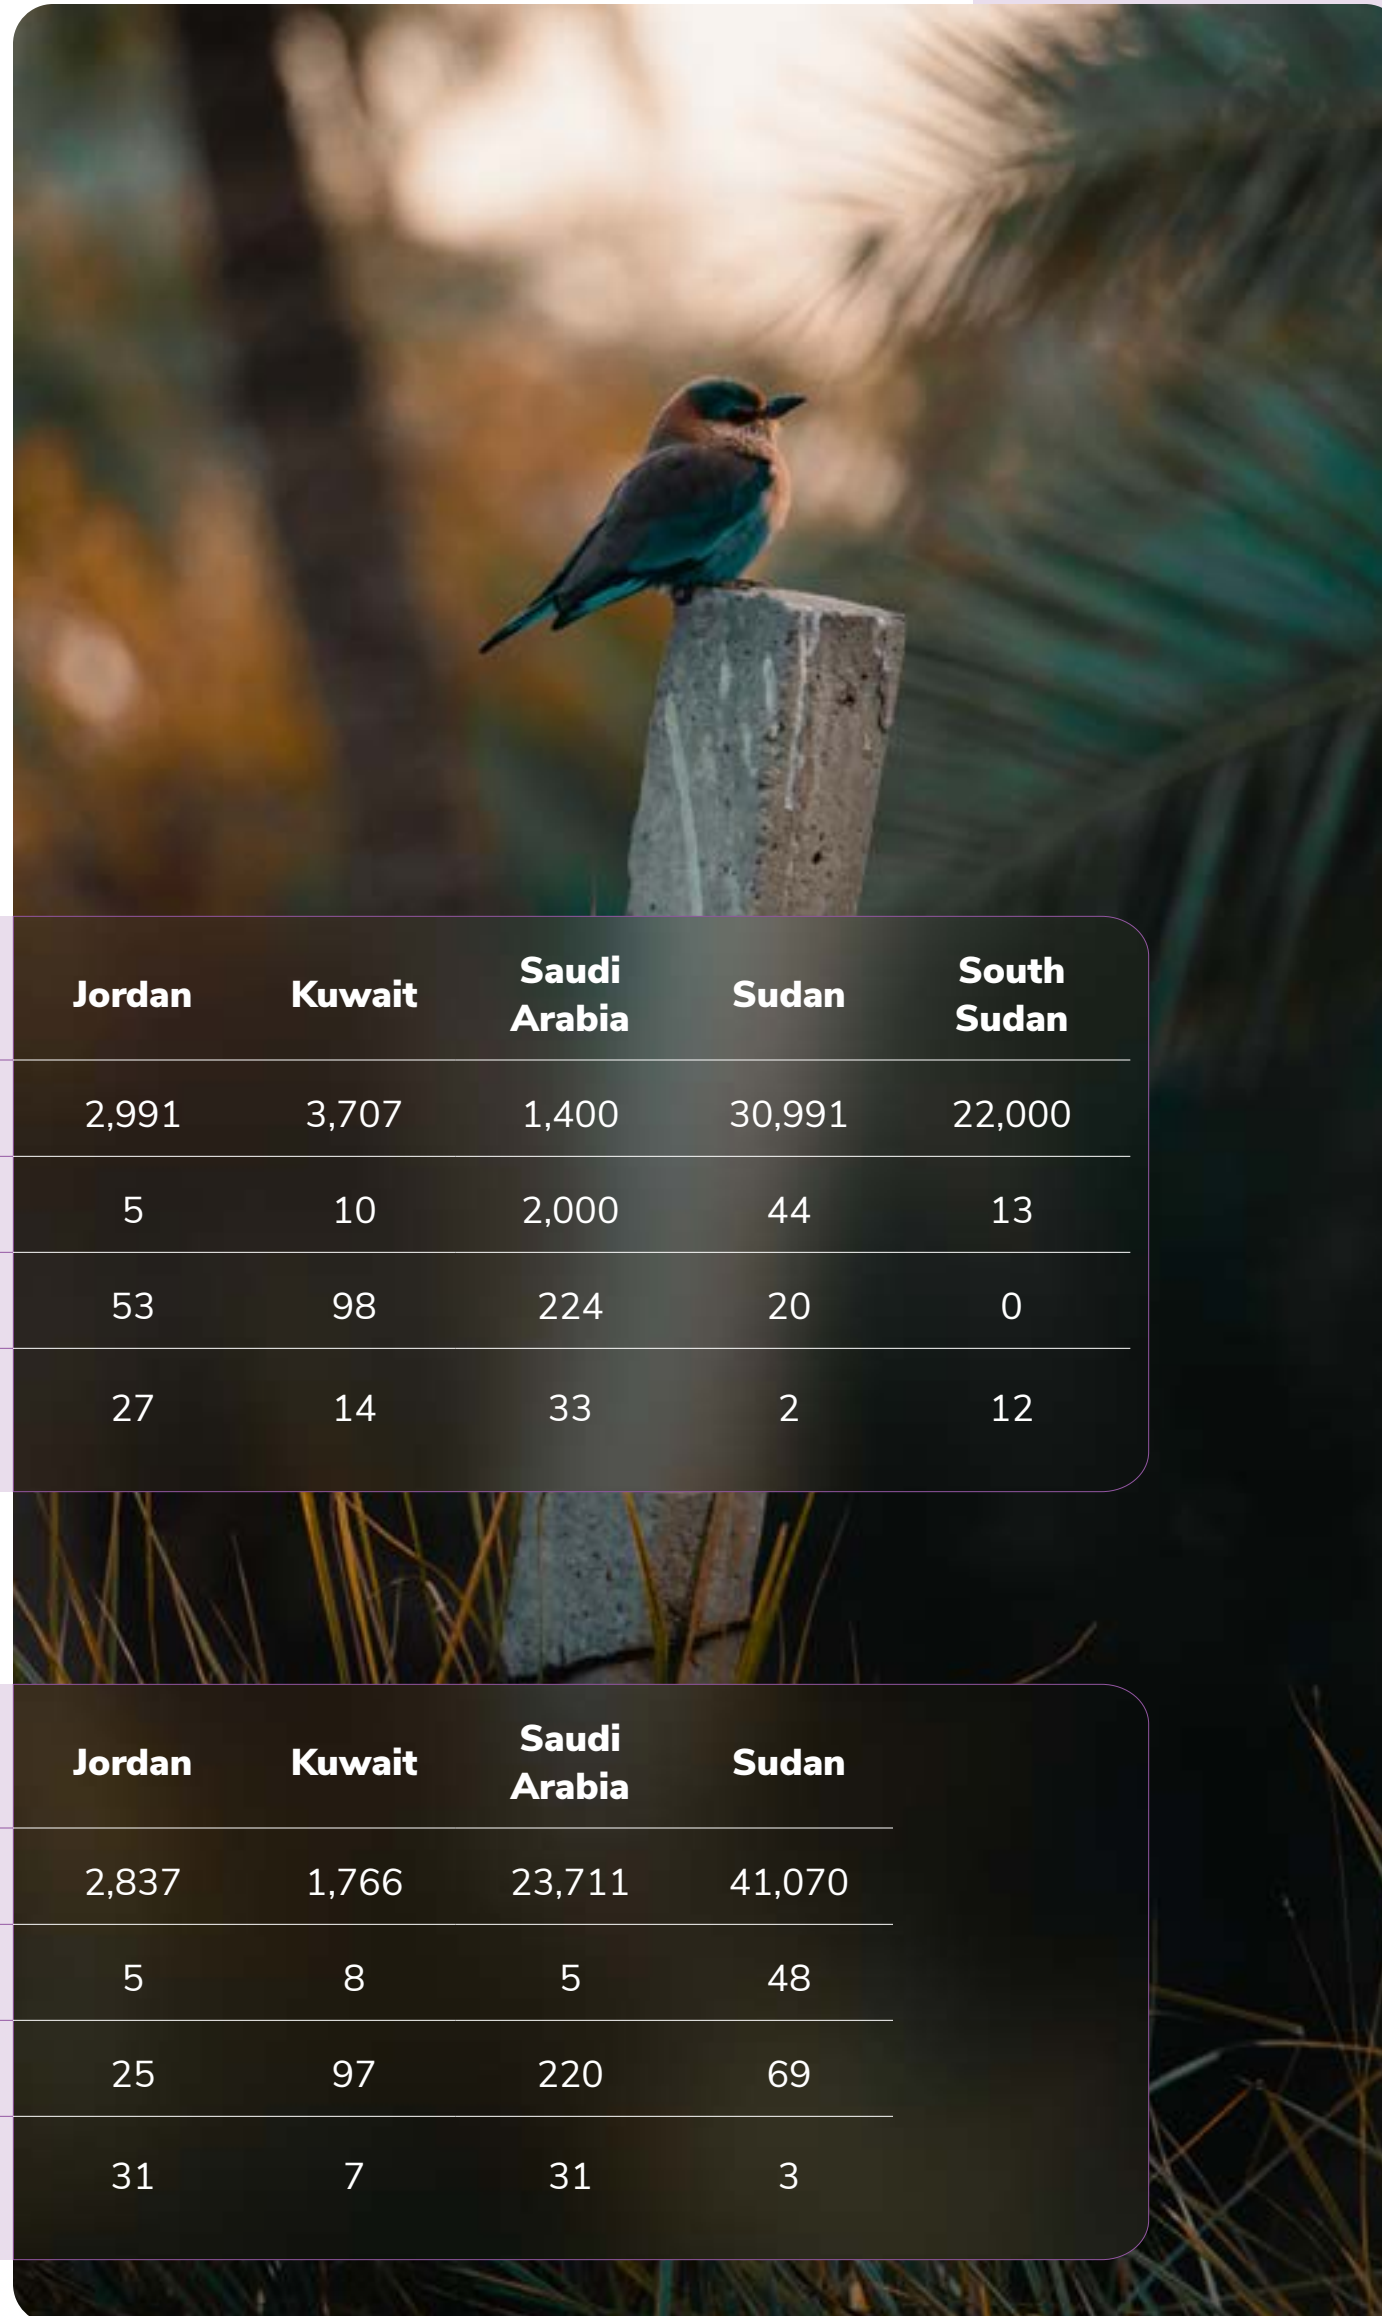 Jordan Kuwait Saudi Arabia Sudan South Sudan
2,991 3,707 1,400 30,991 22,000
5 10 2,000 44 13
53 98 224 20 0
27 14 33 2 12
Jordan Kuwait Saudi Arabia Sudan
2,837 1,766 23,711 41,070
5 8 5 48
25 97 220 69
31 7 31 3